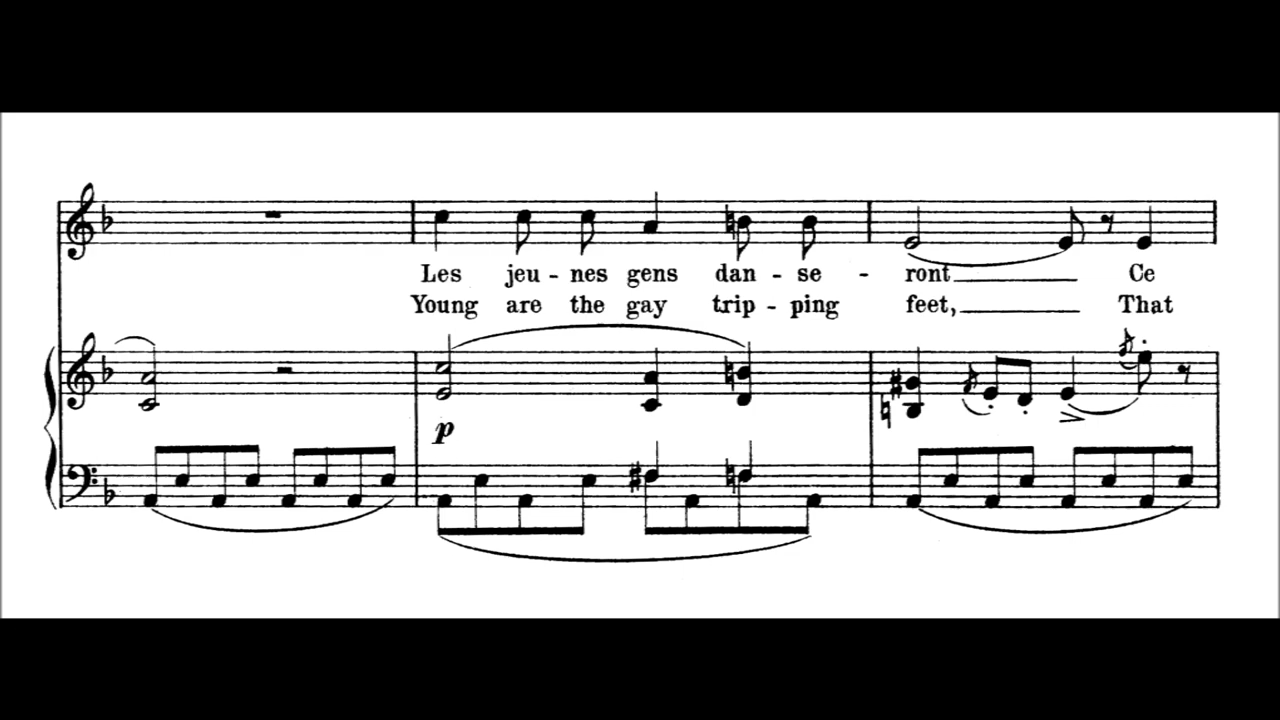 Les jeu - nes gens dan - se - ront Ce
Young are the gay trip - ping feet, That
p